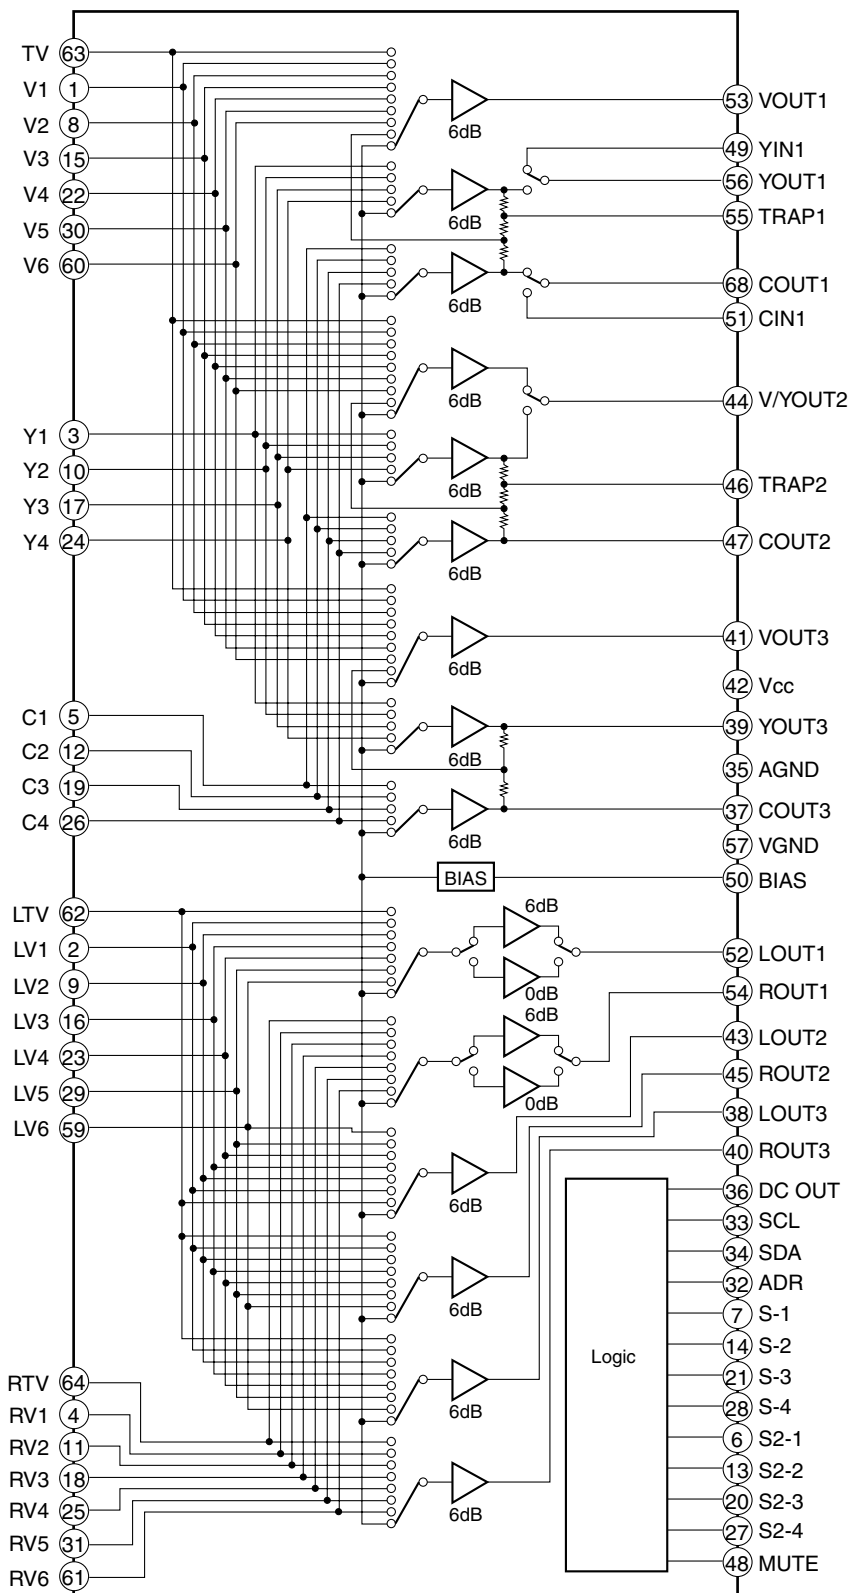 TV 63
V1 1
V2 8
V3 15
V4 22
V5 30
V6 60
Y1 3
Y2 10
Y3 17
Y4 24
C1 5
C2 12
C3 19
C4 26
LTV 62
LV1 2
LV2 9
LV3 16
LV4 23
LV5 29
LV6 59
RTV 64
RV1 4
RV2 11
RV3 18
RV4 25
RV5 31
RV6 61
6dB
6dB
6dB
6dB
6dB
6dB
6dB
6dB
6dB
BIAS
6dB
0dB
6dB
0dB
6dB
6dB
6dB
6dB
Logic
53 VOUT1
49 YIN1
56 YOUT1
55 TRAP1
68 COUT1
51 CIN1
44 V/YOUT2
46 TRAP2
47 COUT2
41 VOUT3
42 Vcc
39 YOUT3
35 AGND
37 COUT3
57 VGND
50 BIAS
52 LOUT1
54 ROUT1
43 LOUT2
45 ROUT2
38 LOUT3
40 ROUT3
36 DC OUT
33 SCL
34 SDA
32 ADR
7 S-1
14 S-2
21 S-3
28 S-4
6 S2-1
13 S2-2
20 S2-3
27 S2-4
48 MUTE